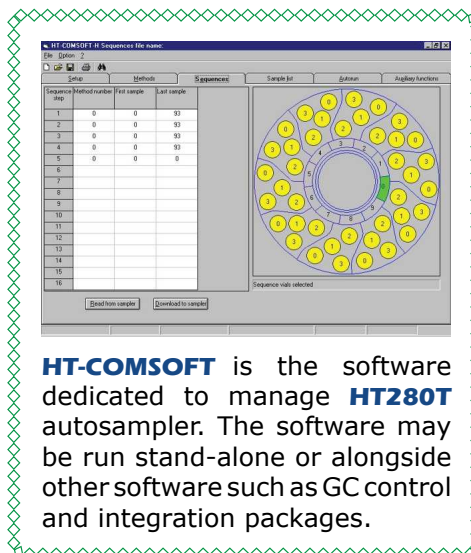 HT-COMSOFT-H Sequences file name:
File Option ?
Setup Methods Sequences Sample list Autorun Auxiliary functions
Sequence step Method number First sample Last sample
1 0 0 93
2 0 0 93
3 0 0 93
4 0 0 93
5 0 0 0
6
7
8
9
10
11
12
13
14
15
16
Sequence vials selected
Read from sampler Download to sampler
HT-COMSOFT is the software
dedicated to manage HT280T
autosampler. The software may
be run stand-alone or alongside
other software such as GC control
and integration packages.